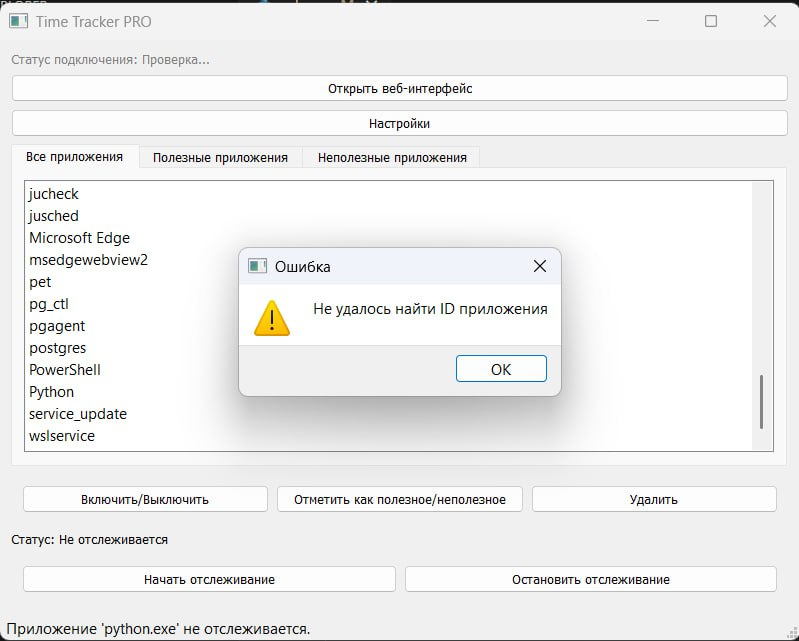 Time Tracker PRO
Статус подключения: Проверка...
Открыть веб-интерфейс
Настройки
Все приложения
Полезные приложения
Неполезные приложения
jucheck
jusched
Microsoft Edge
msedgewebview2
pet
pg_ctl
pgagent
postgres
PowerShell
Python
service_update
wslservice
Ошибка
Не удалось найти ID приложения
OK
Включить/Выключить
Отметить как полезное/неполезное
Удалить
Статус: Не отслеживается
Начать отслеживание
Остановить отслеживание
Приложение 'python.exe' не отслеживается.